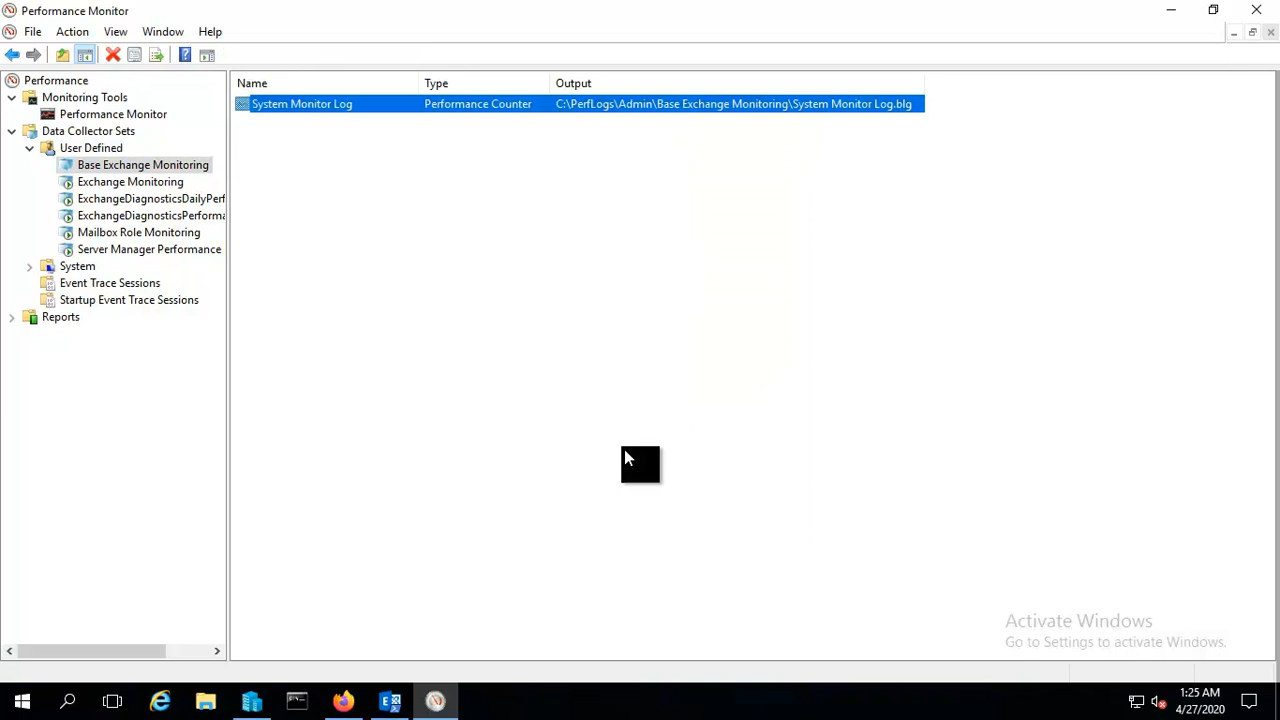 Performance Monitor
File Action View Window Help
Performance
Monitoring Tools
Performance Monitor
Data Collector Sets
User Defined
Base Exchange Monitoring
Exchange Monitoring
ExchangeDiagnosticsDailyPerf
ExchangeDiagnosticsPerforma
Mailbox Role Monitoring
Server Manager Performance
System
Event Trace Sessions
Startup Event Trace Sessions
Reports
Name Type Output
System Monitor Log Performance Counter C:\PerfLogs\Admin\Base Exchange Monitoring\System Monitor Log.blg
Activate Windows
Go to Settings to activate Windows.
1:25 AM
4/27/2020